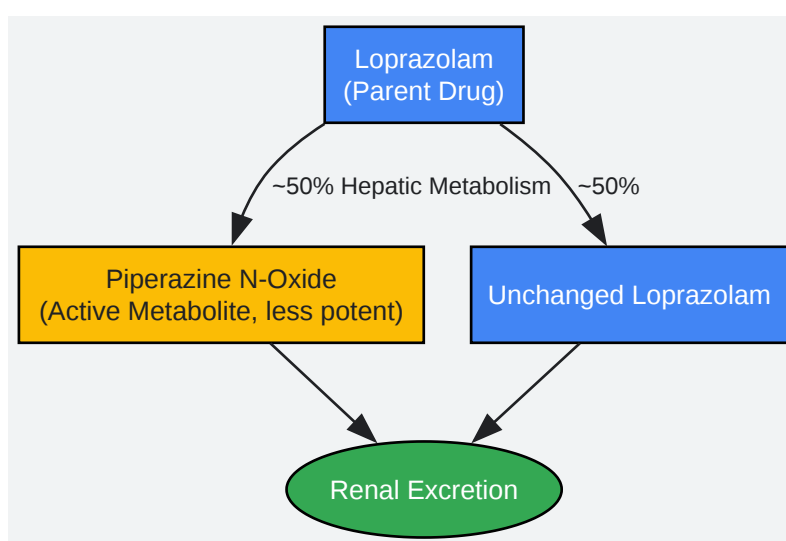 Loprazolam
(Parent Drug)
~50% Hepatic Metabolism
~50%
Piperazine N-Oxide
(Active Metabolite, less potent)
Unchanged Loprazolam
Renal Excretion